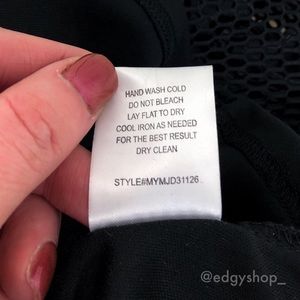 HAND WASH COLD
DO NOT BLEACH
LAY FLAT TO DRY
COOL IRON AS NEEDED
FOR THE BEST RESULT
DRY CLEAN
STYLE#MYMJD31126
@edgyshop_